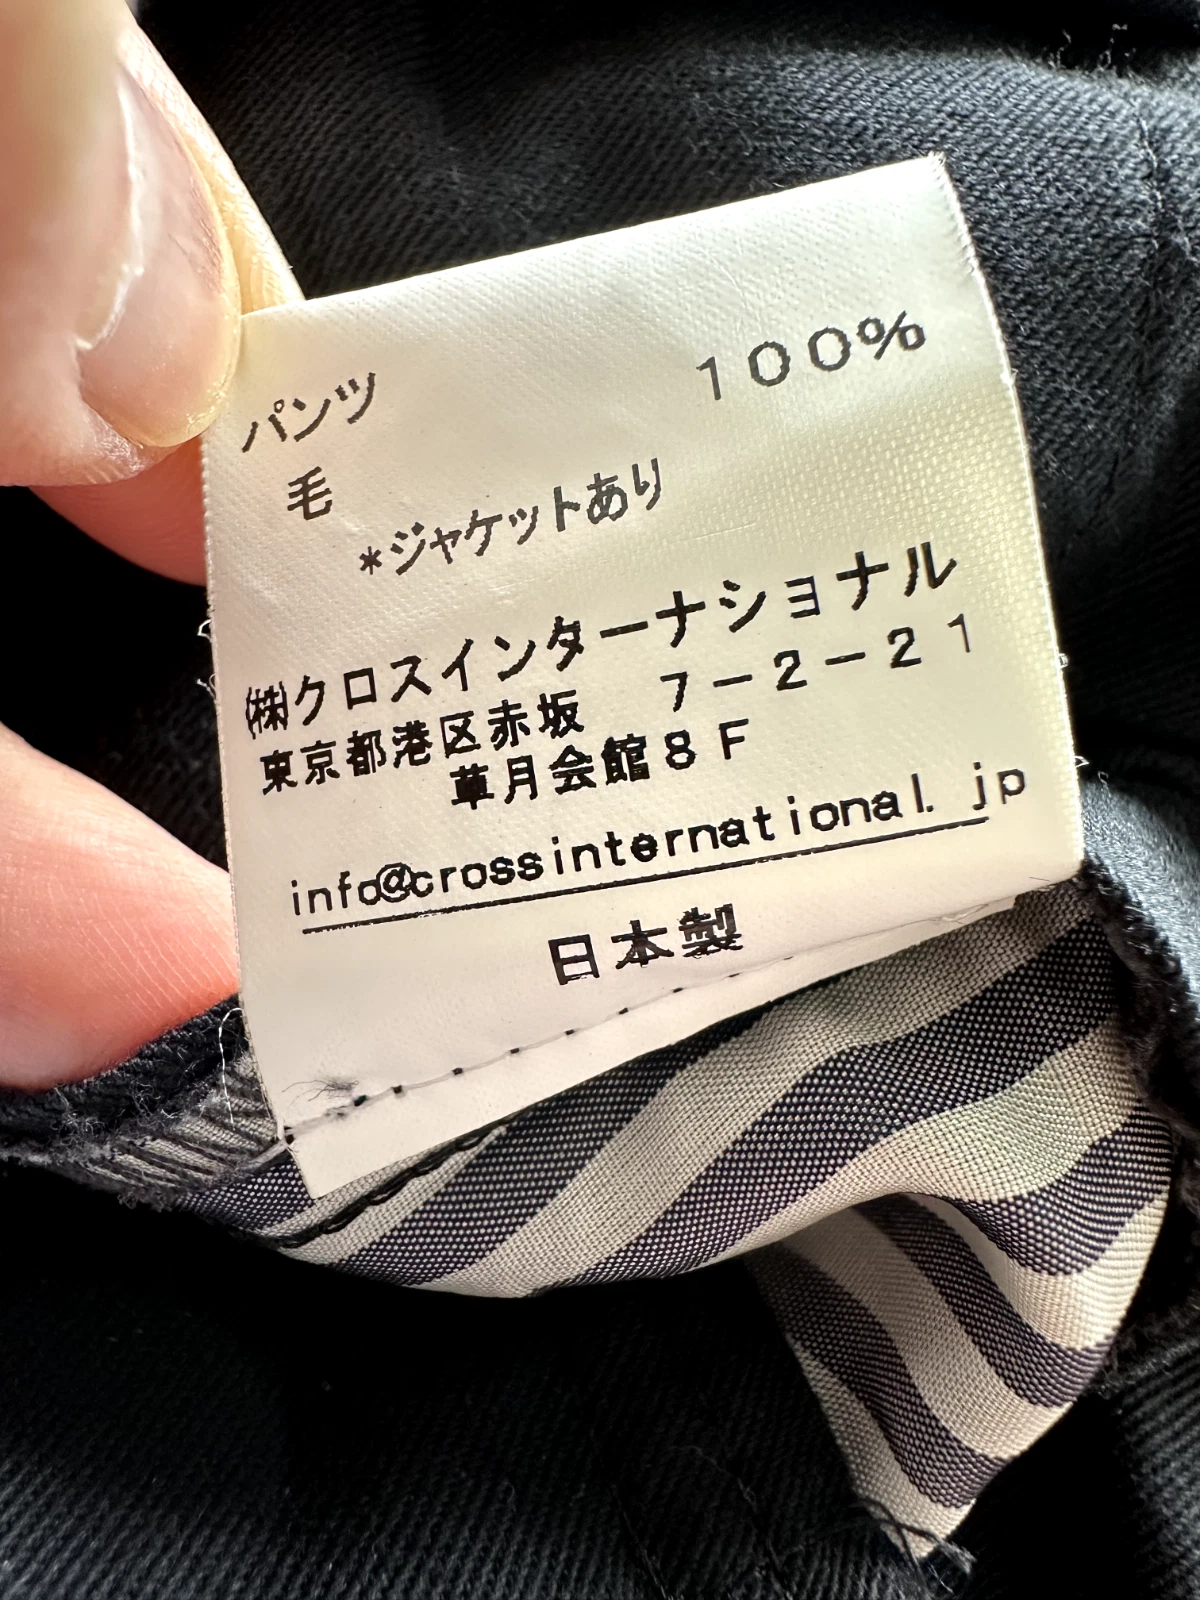 パンツ
毛 100%
*ジャケットあり
㈱クロスインターナショナル
東京都港区赤坂 7-2-21
草月会館8F
info@crossinternational.jp
日本製